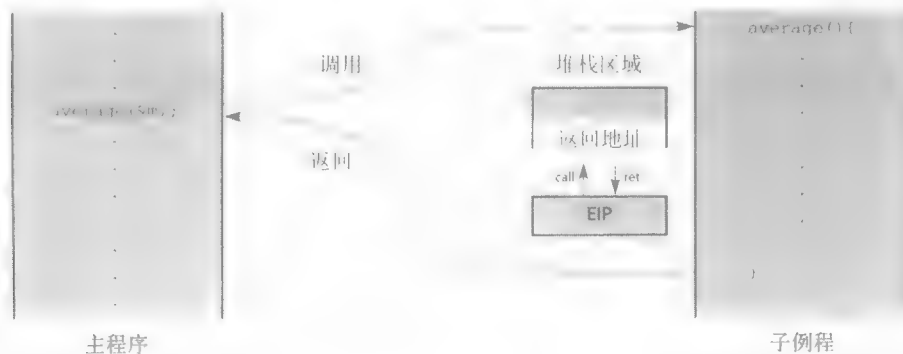 average(){
调用
堆栈区域
返回地址
返回
call
ret
EIP
}
主程序
子例程